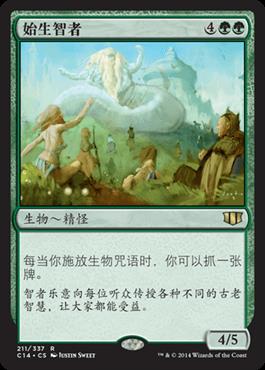 始生智者 4
生物～精怪
每当你施放生物咒语时，你可以抓一张
牌。
智者乐意向每位听众传授各种不同的古老
智慧，让大家都能受益。
4/5
211/337 R
C14 • CS JUSTIN SWEET
™ & © 2014 Wizards of the Coast